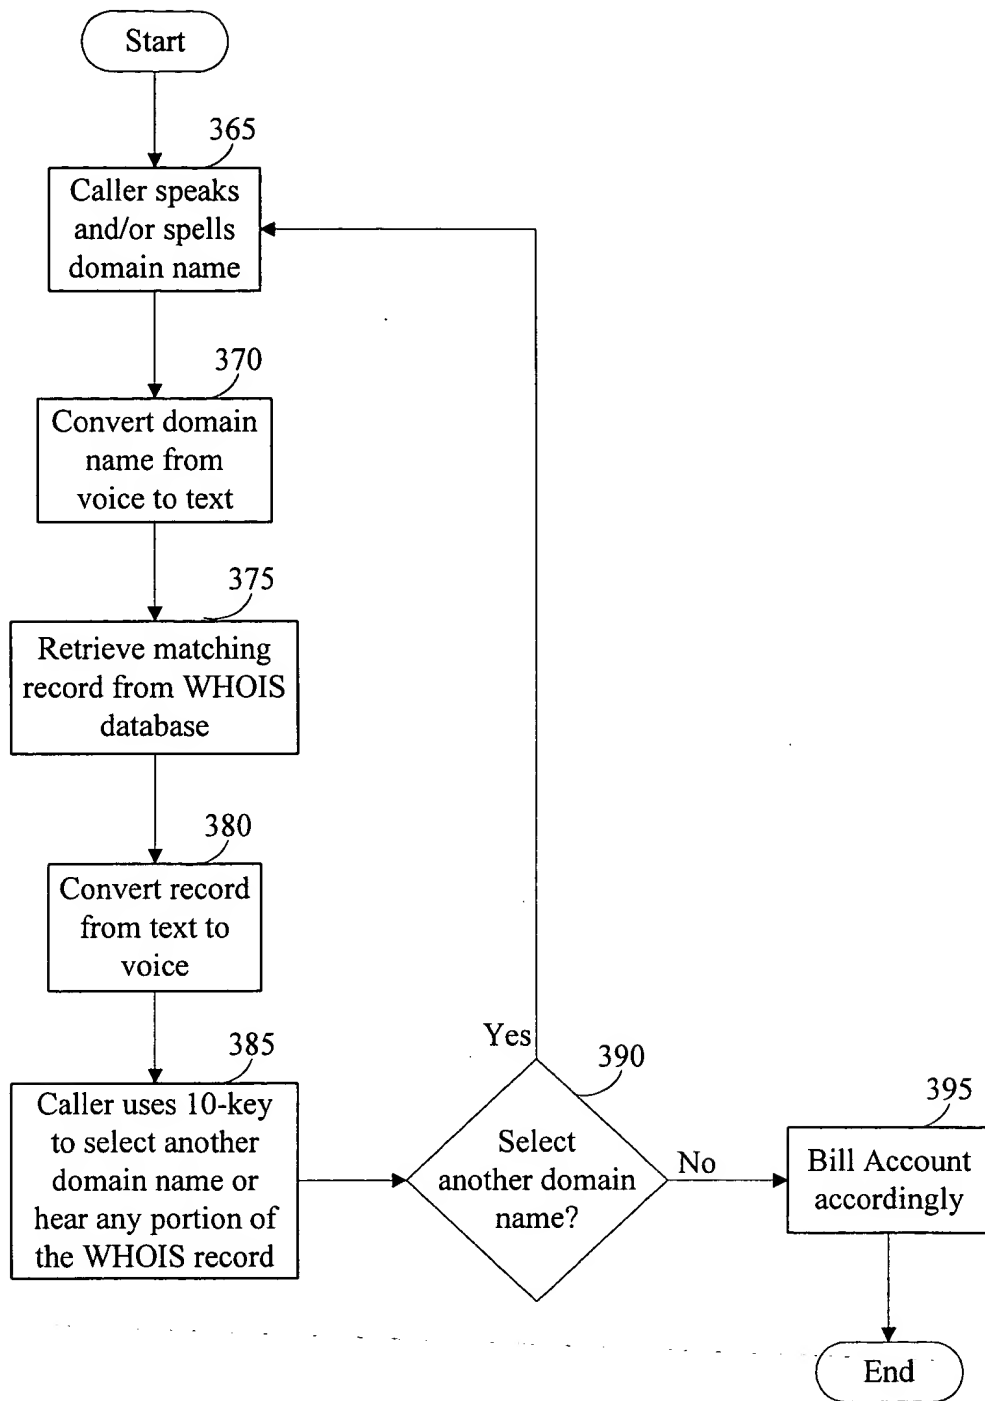 Start
365
Caller speaks
and/or spells
domain name
370
Convert domain
name from
voice to text
375
Retrieve matching
record from WHOIS
database
380
Convert record
from text to
voice
385
Caller uses 10-key
to select another
domain name or
hear any portion of
the WHOIS record
Yes
390
Select
another domain
name?
No
395
Bill Account
accordingly
End